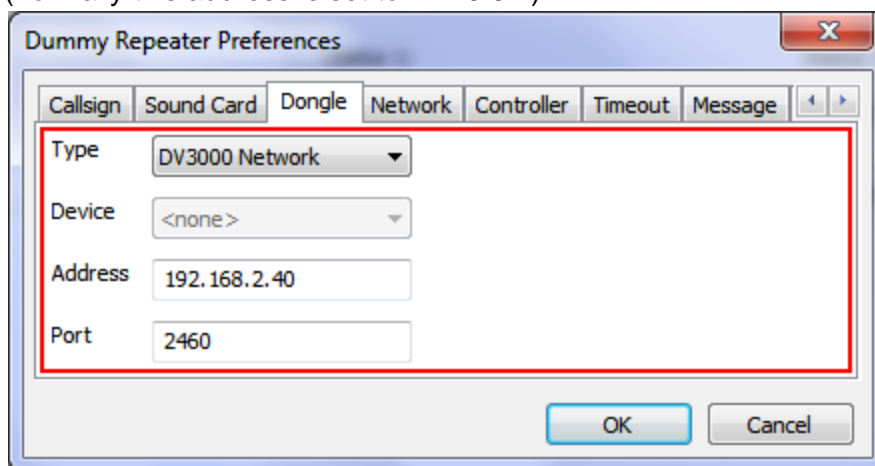 Dummy Repeater Preferences
Callsign Sound Card Dongle Network Controller Timeout Message
Type DV3000 Network
Device <none>
Address 192.168.2.40
Port 2460
OK Cancel